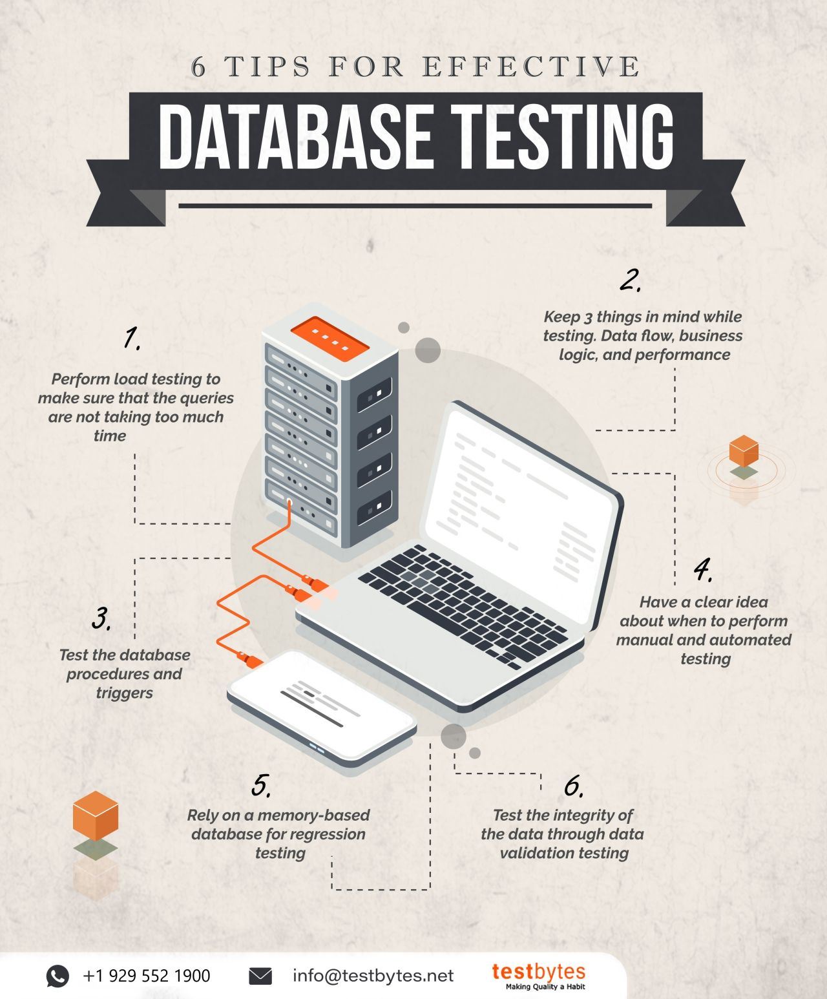 6 TIPS FOR EFFECTIVE
DATABASE TESTING
1.
Perform load testing to
make sure that the queries
are not taking too much
time
2.
Keep 3 things in mind while
testing. Data flow, business
logic, and performance
3.
Test the database
procedures and
triggers
4.
Have a clear idea
about when to perform
manual and automated
testing
5.
Rely on a memory-based
database for regression
testing
6.
Test the integrity of
the data through data
validation testing
+1 929 552 1900
info@testbytes.net
testbytes
Making Quality a Habit